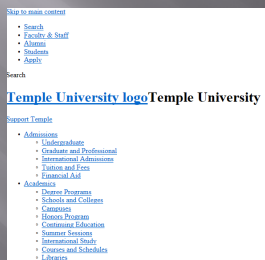 Skip to main content
Search
Faculty & Staff
Alumni
Students
Apply
Search
Temple University logoTemple University
Support Temple
Admissions
Undergraduate
Graduate and Professional
International Admissions
Tuition and Fees
Financial Aid
Academics
Degree Programs
Schools and Colleges
Campuses
Honors Program
Continuing Education
Summer Sessions
International Study
Courses and Schedules
Libraries